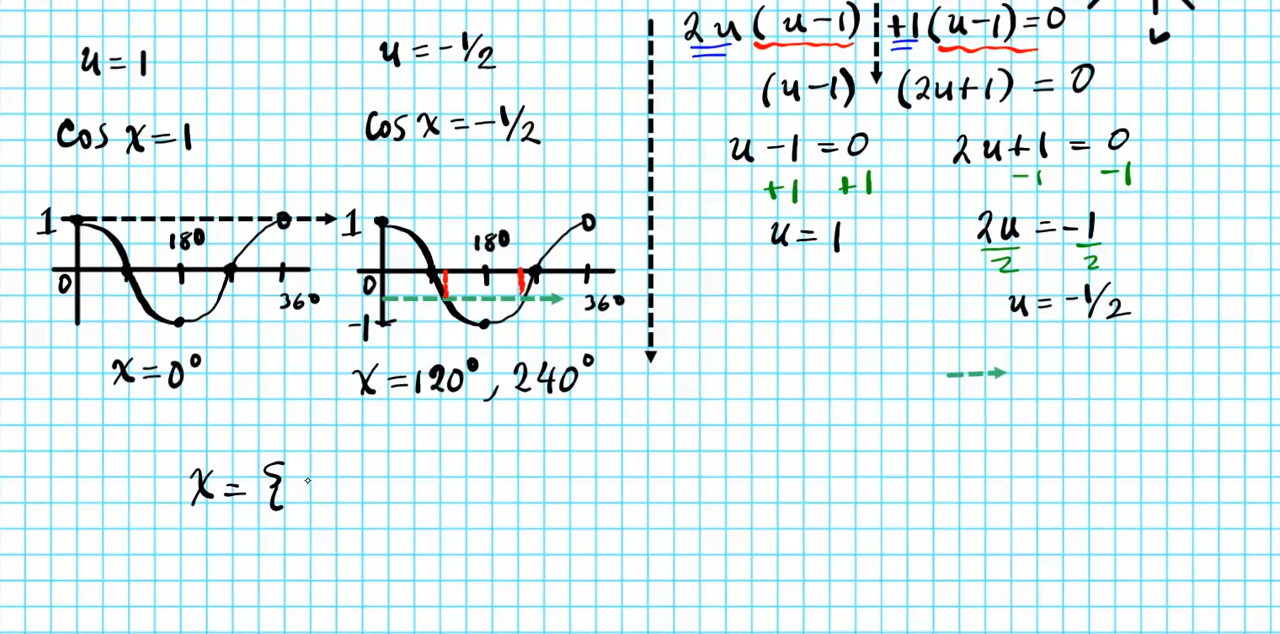 u = 1
cos x = 1
1
180
0
360
x = 0°
u = -1/2
cos x = -1/2
1
180
0
360
-1
x = 120°, 240°
x = {
2u(u-1) +1(u-1) = 0
(u-1) (2u+1) = 0
u - 1 = 0
+1 +1
u = 1
2u + 1 = 0
-1 -1
2u = -1
2 2
u = -1/2